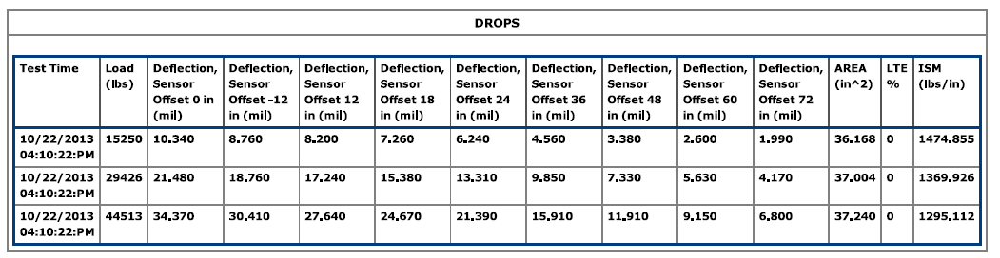 DROPS
Test Time Load (lbs) Deflection, Sensor Offset 0 in (mil) Deflection, Sensor Offset -12 in (mil) Deflection, Sensor Offset 12 in (mil) Deflection, Sensor Offset 18 in (mil) Deflection, Sensor Offset 24 in (mil) Deflection, Sensor Offset 36 in (mil) Deflection, Sensor Offset 48 in (mil) Deflection, Sensor Offset 60 in (mil) Deflection, Sensor Offset 72 in (mil) AREA (in^2) LTE % ISM (lbs/in)
10/22/2013 04:10:22:PM 15250 10.340 8.760 8.200 7.260 6.240 4.560 3.380 2.600 1.990 36.168 0 1474.855
10/22/2013 04:10:22:PM 29426 21.480 18.760 17.240 15.380 13.310 9.850 7.330 5.630 4.170 37.004 0 1369.926
10/22/2013 04:10:22:PM 44513 34.370 30.410 27.640 24.670 21.390 15.910 11.910 9.150 6.800 37.240 0 1295.112